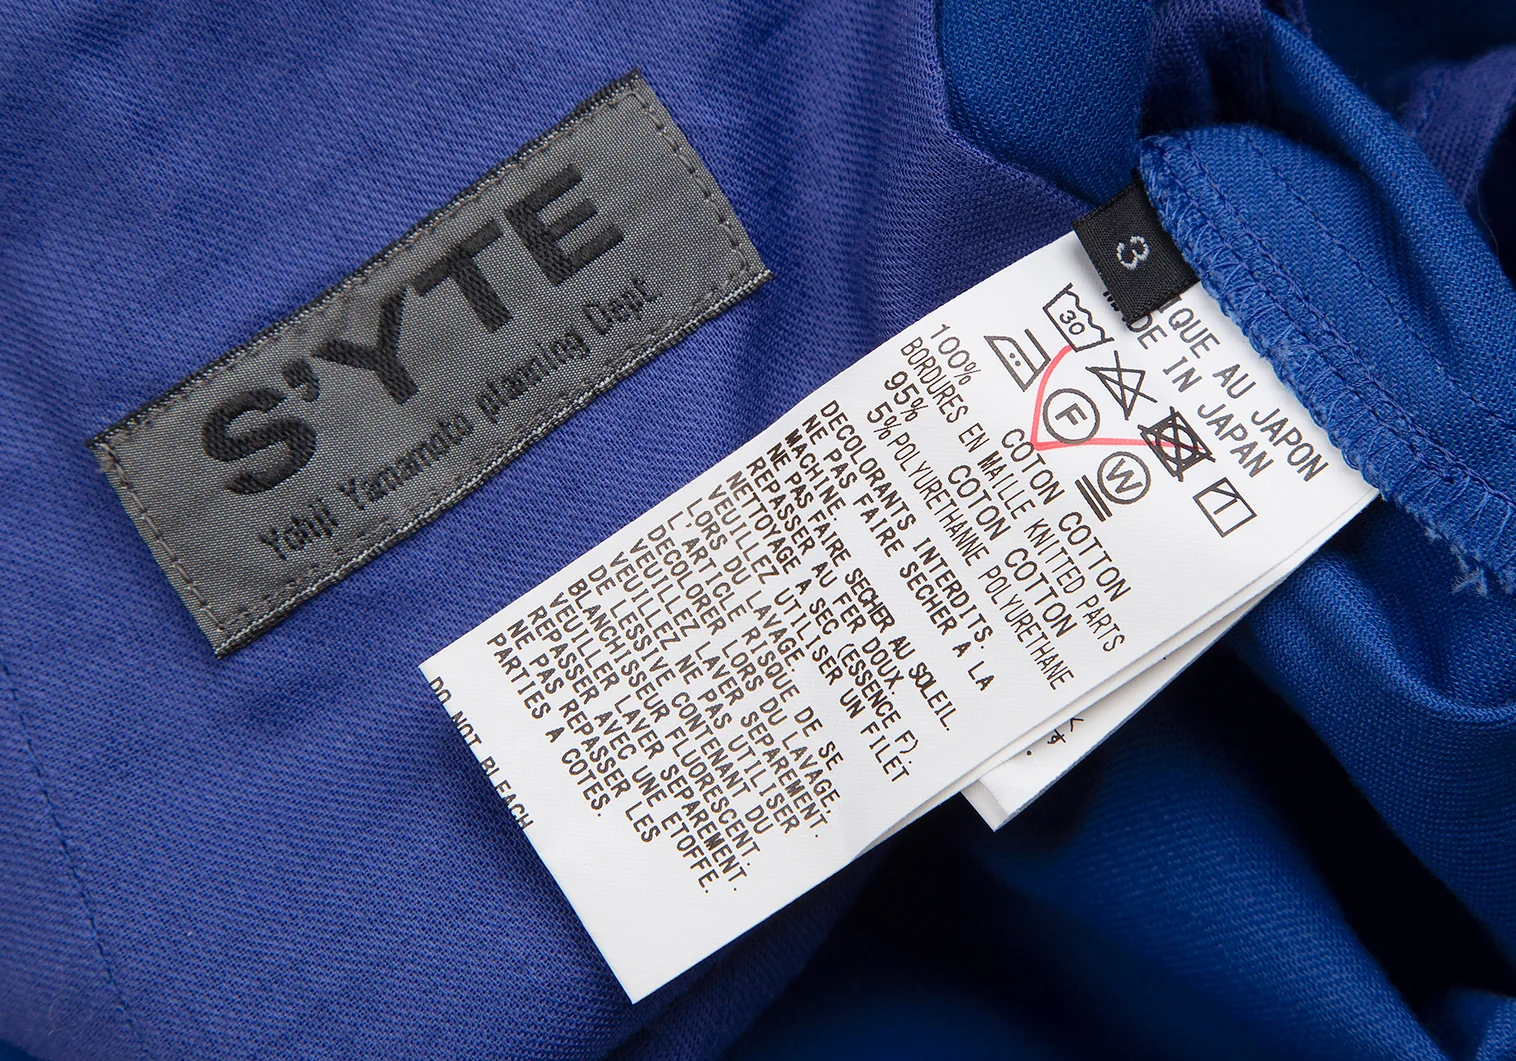 S'YTE
Yohji Yamamoto planning Dept.
3
IQUE AU JAPON
MADE IN JAPAN
30
F
W
100% COTON COTTON
BORDURES EN MAILLE KNITTED PARTS
95% COTON COTTON
5% POLYURETHANNE POLYURETHANE
DECOLORANTS INTERDITS.
NE PAS FAIRE SECHER A LA
MACHINE.
NE PAS FAIRE SECHER AU SOLEIL.
REPASSER AU FER DOUX.
NETTOYAGE A SEC (ESSENCE F).
VEUILLEZ UTILISER UN FILET
LORS DU LAVAGE.
L'ARTICLE RISQUE DE SE
DECOLORER LORS DU LAVAGE.
VEUILLEZ LAVER SEPAREMENT.
VEUILLEZ NE PAS UTILISER
DE LESSIVE CONTENANT DU
BLANCHISSEUR FLUORESCENT.
VEUILLER LAVER SEPAREMENT.
REPASSER AVEC UNE ETOFFE.
NE PAS REPASSER LES
PARTIES A COTES.
DO NOT BLEACH